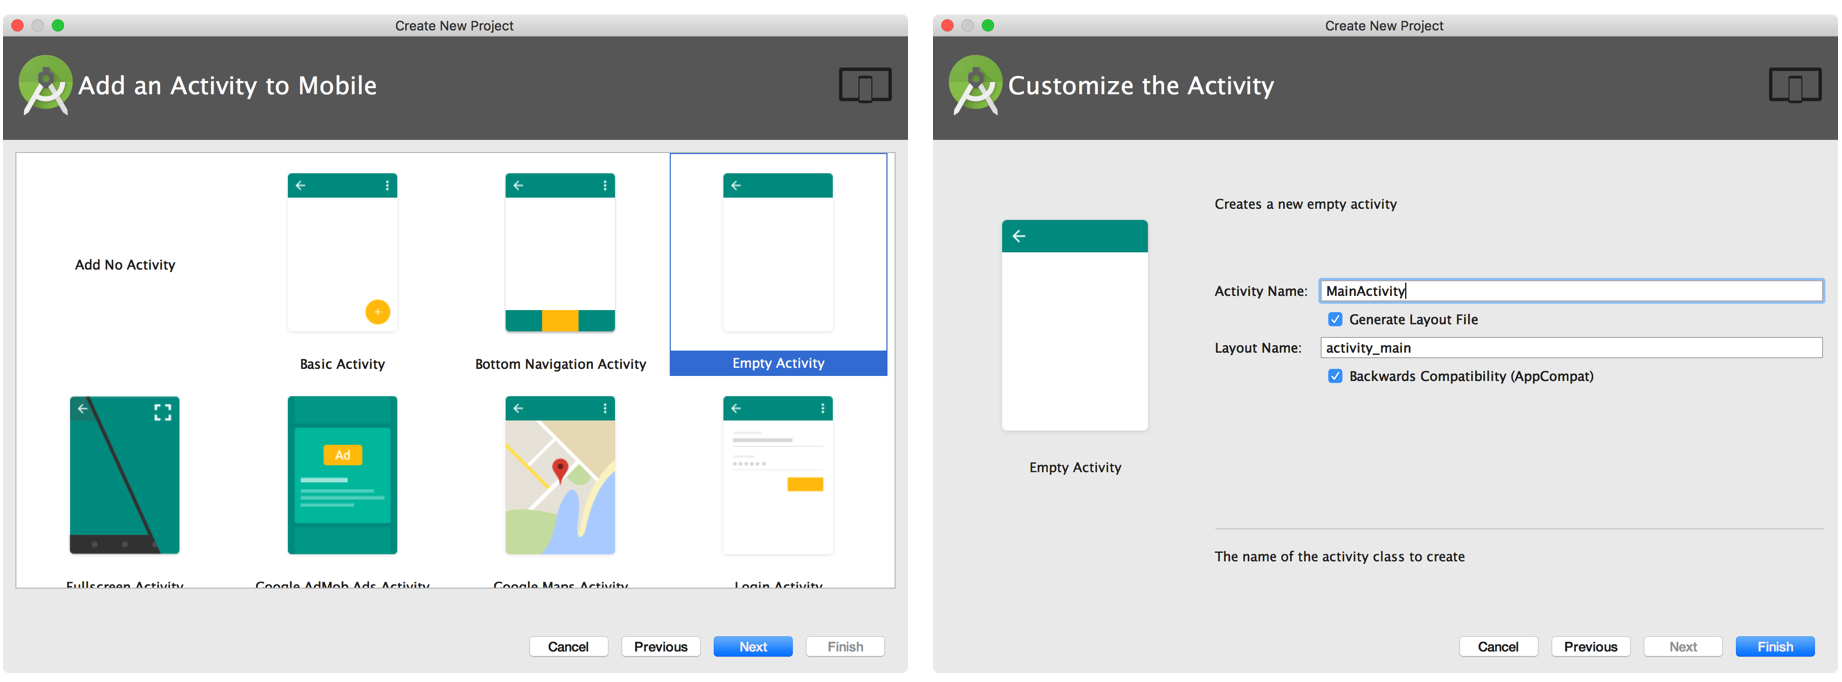 Create New Project
Add an Activity to Mobile
Add No Activity
Basic Activity
Bottom Navigation Activity
Empty Activity
Ad
Fullscreen Activity
Google AdMob Ads Activity
Google Maps Activity
Login Activity
Cancel
Previous
Next
Finish
Create New Project
Customize the Activity
Creates a new empty activity
Activity Name: MainActivity
Generate Layout File
Layout Name: activity_main
Backwards Compatibility (AppCompat)
Empty Activity
The name of the activity class to create
Cancel
Previous
Next
Finish